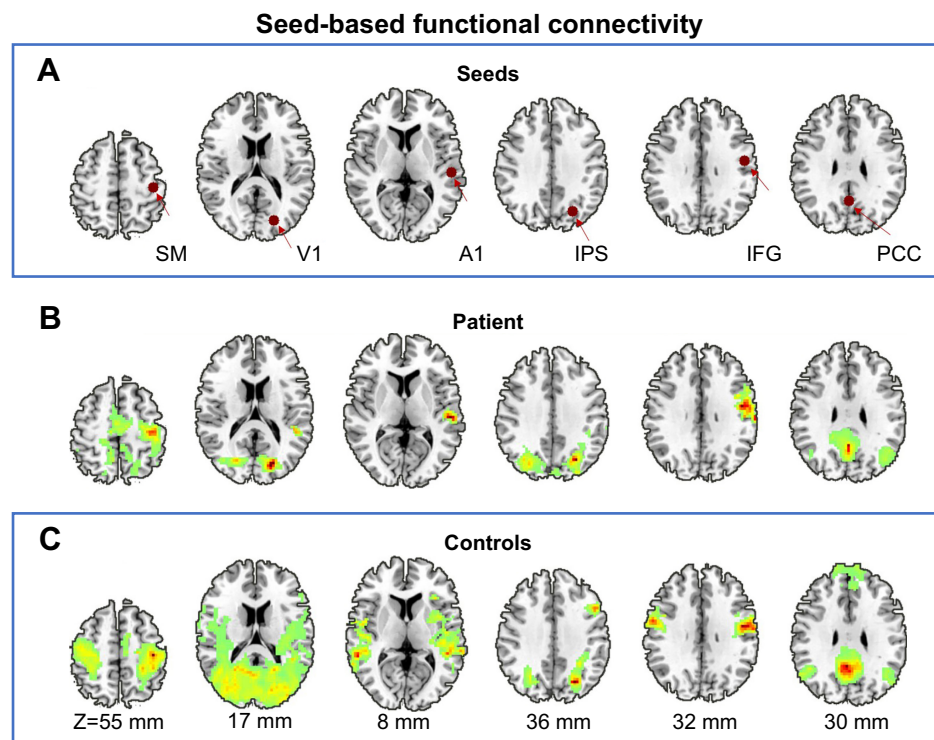 Seed-based functional connectivity
A
Seeds
SM V1 A1 IPS IFG PCC
B
Patient
C
Controls
Z=55 mm 17 mm 8 mm 36 mm 32 mm 30 mm